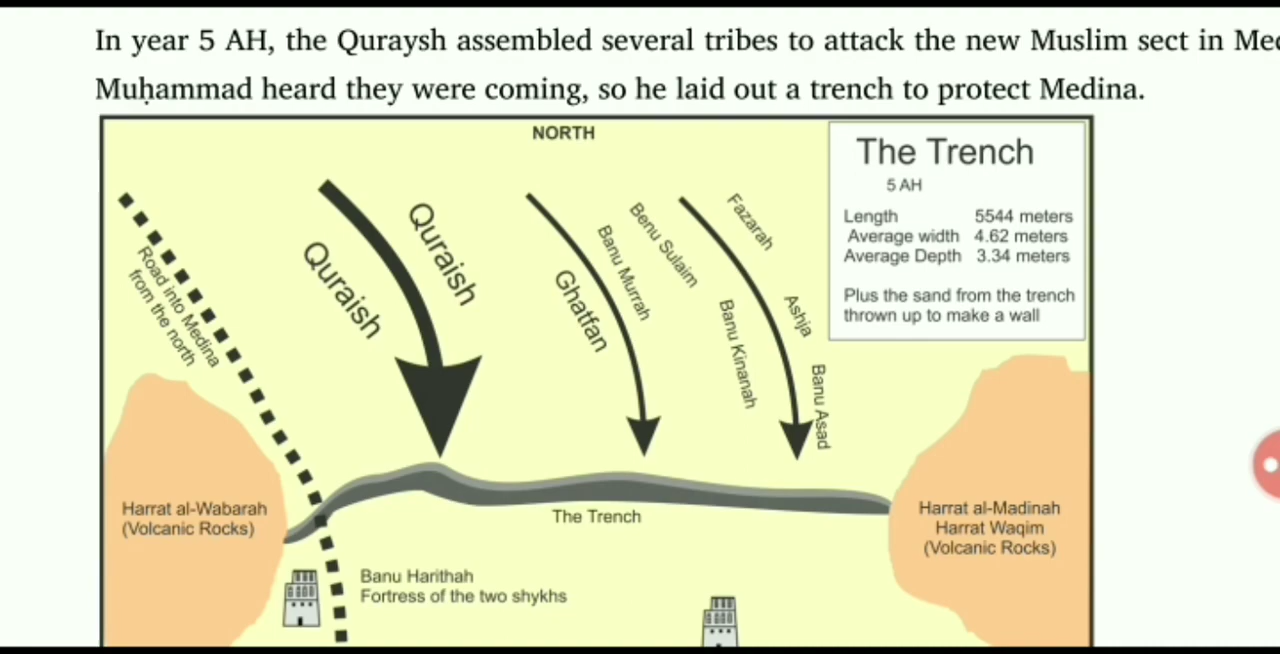 In year 5 AH, the Quraysh assembled several tribes to attack the new Muslim sect in
Muḥammad heard they were coming, so he laid out a trench to protect Medina.
NORTH
The Trench
5 AH
Length 5544 meters
Average width 4.62 meters
Average Depth 3.34 meters
Plus the sand from the trench
thrown up to make a wall
Road into Medina
from the north
Quraish
Quraish
Ghatfan
Banu Murrah
Benu Sulaim
Fazarah
Banu Kinanah
Ashja
Banu Asad
Harrat al-Wabarah
(Volcanic Rocks)
The Trench
Harrat al-Madinah
Harrat Waqim
(Volcanic Rocks)
Banu Harithah
Fortress of the two shykhs